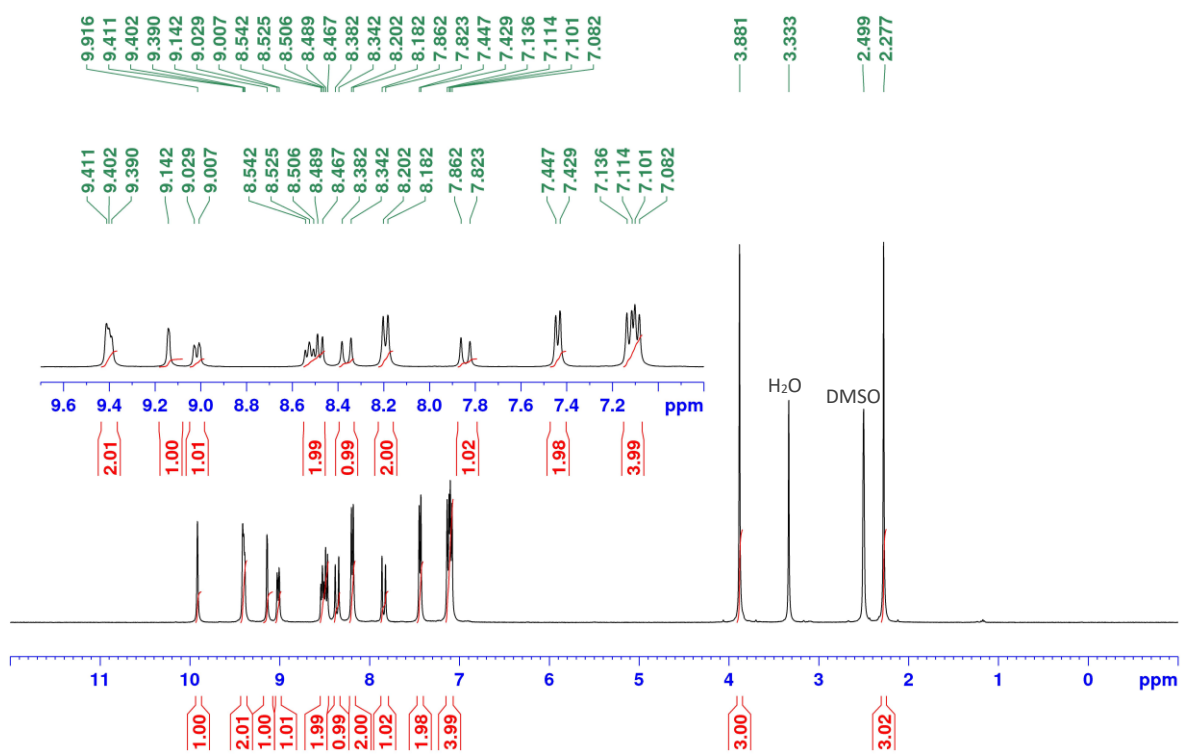 9.916 9.411 9.402 9.390 9.142 9.029 9.007 8.542 8.525 8.506 8.489 8.467 8.382 8.342 8.202 8.182 7.862 7.823 7.447 7.429 7.136 7.114 7.101 7.082 3.881 3.333 2.499 2.277
9.411 9.402 9.390 9.142 9.029 9.007 8.542 8.525 8.506 8.489 8.467 8.382 8.342 8.202 8.182 7.862 7.823 7.447 7.429 7.136 7.114 7.101 7.082
H₂O DMSO
9.6 9.4 9.2 9.0 8.8 8.6 8.4 8.2 8.0 7.8 7.6 7.4 7.2 ppm
2.01 1.00 1.01 1.99 0.99 2.00 1.02 1.98 3.99
11 10 9 8 7 6 5 4 3 2 1 0 ppm
1.00 2.01 1.00 1.01 1.99 0.99 2.00 1.02 1.98 3.99 3.00 3.02